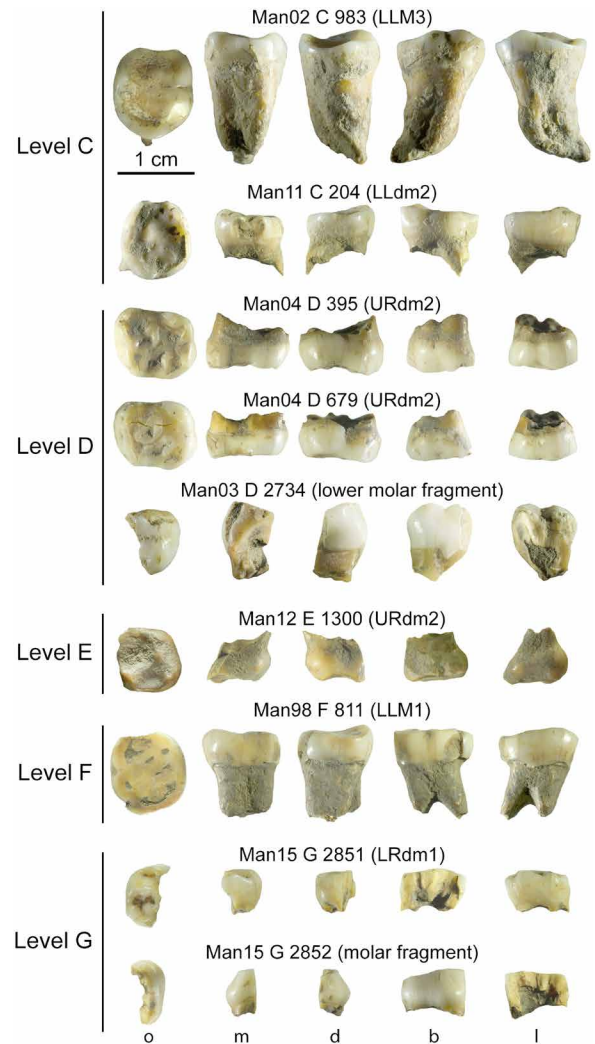 Man02 C 983 (LLM3)
Level C
1 cm
Man11 C 204 (LLdm2)
Man04 D 395 (URdm2)
Man04 D 679 (URdm2)
Level D
Man03 D 2734 (lower molar fragment)
Man12 E 1300 (URdm2)
Level E
Man98 F 811 (LLM1)
Level F
Man15 G 2851 (LRdm1)
Level G
Man15 G 2852 (molar fragment)
o m d b l